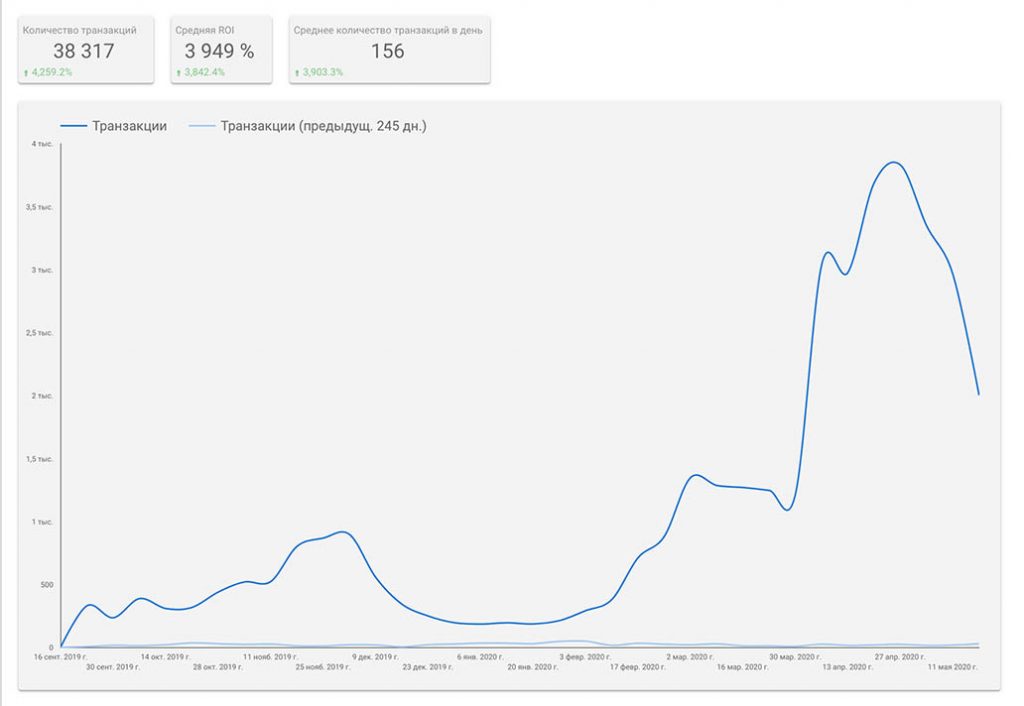 Количество транзакций
38 317
4,259.2%
Средняя ROI
3 949 %
3,842.4%
Среднее количество транзакций в день
156
3,903.3%
Транзакции
Транзакции (предыдущ. 245 дн.)
4 тыс.
3,5 тыс.
3 тыс.
2,5 тыс.
2 тыс.
1,5 тыс.
1 тыс.
500
0
16 сент. 2019 г.
30 сент. 2019 г.
14 окт. 2019 г.
28 окт. 2019 г.
11 нояб. 2019 г.
25 нояб. 2019 г.
9 дек. 2019 г.
23 дек. 2019 г.
6 янв. 2020 г.
20 янв. 2020 г.
3 февр. 2020 г.
17 февр. 2020 г.
2 мар. 2020 г.
16 мар. 2020 г.
30 мар. 2020 г.
13 апр. 2020 г.
27 апр. 2020 г.
11 мая 2020 г.